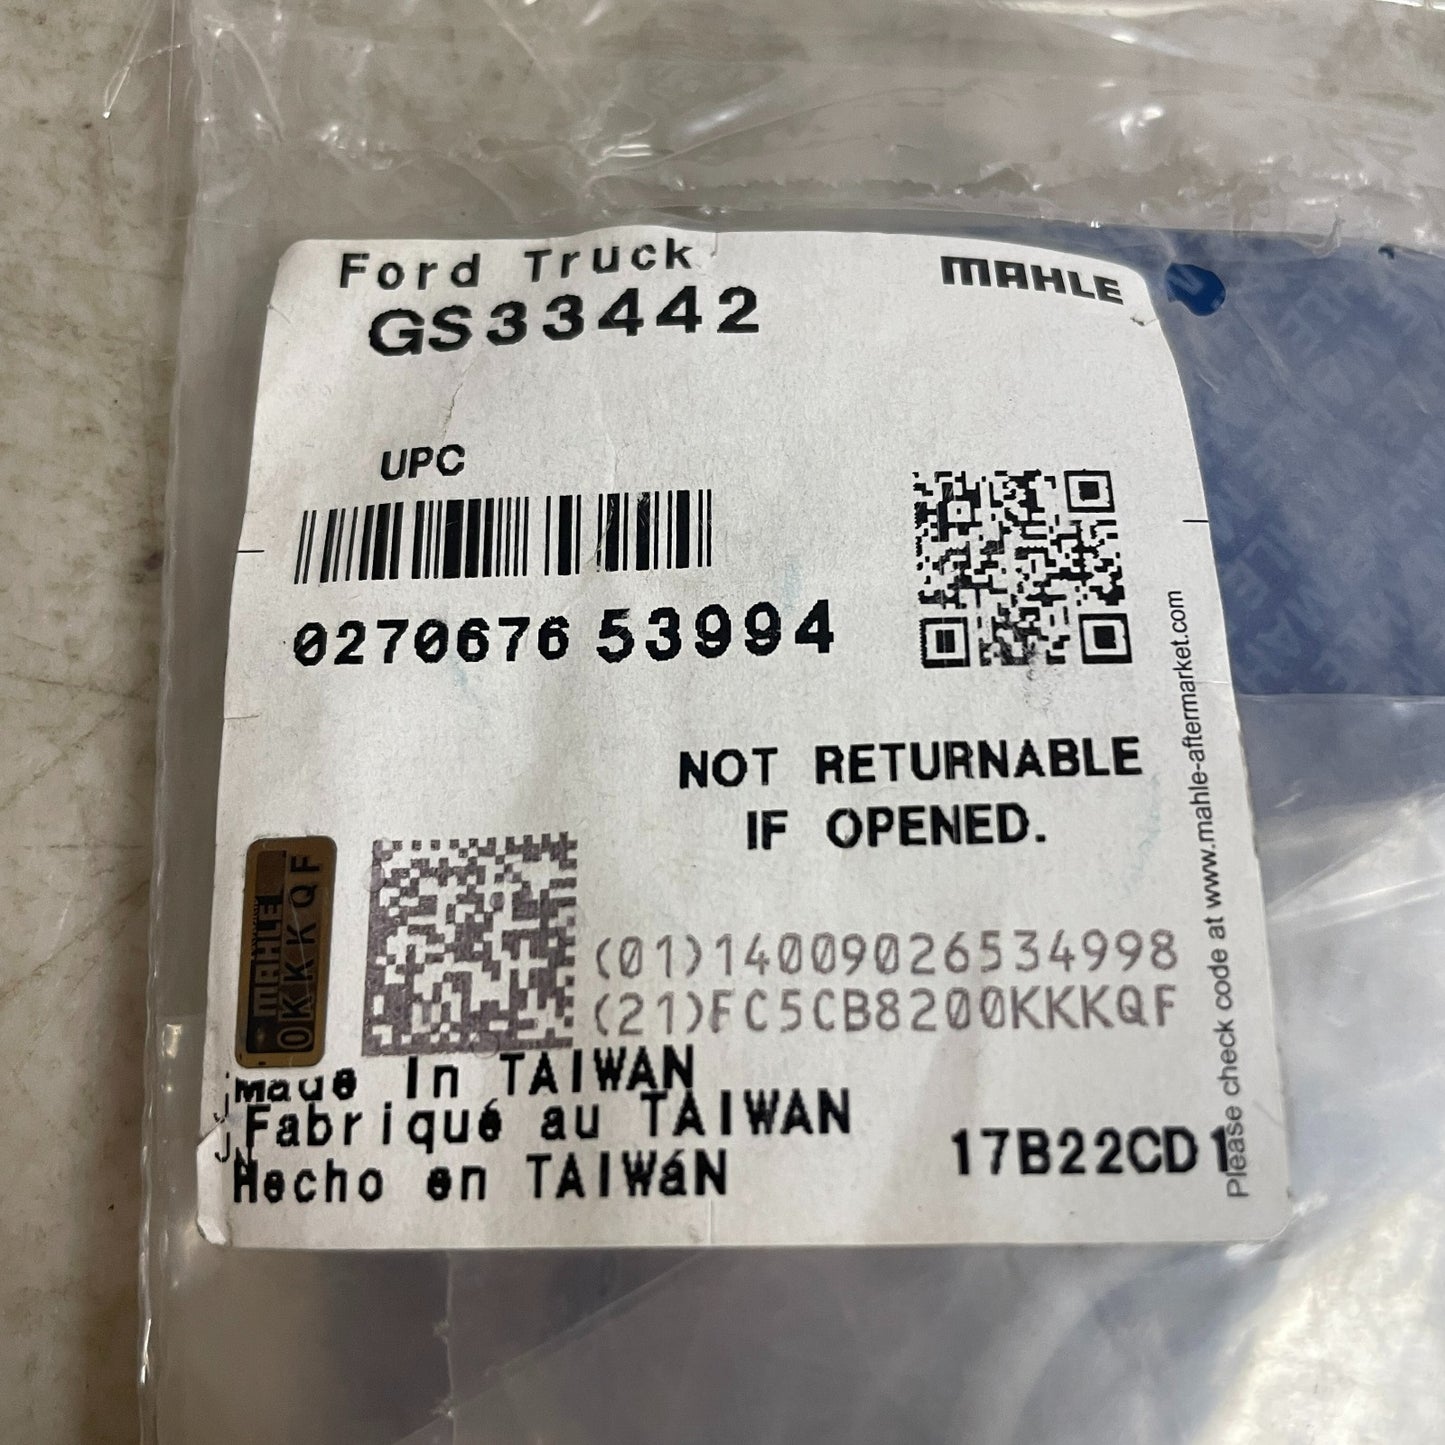 Ford Truck
GS33442
MAHLE
UPC
0270676 53994
NOT RETURNABLE
IF OPENED.
MAHLE
0KKKQF
(01)14009026534998
(21)FC5CB8200KKKQF
Made In TAIWAN
Fabriqué au TAIWAN
Hecho en TAIWáN
17B22CD1
Please check code at www.mahle-aftermarket.com